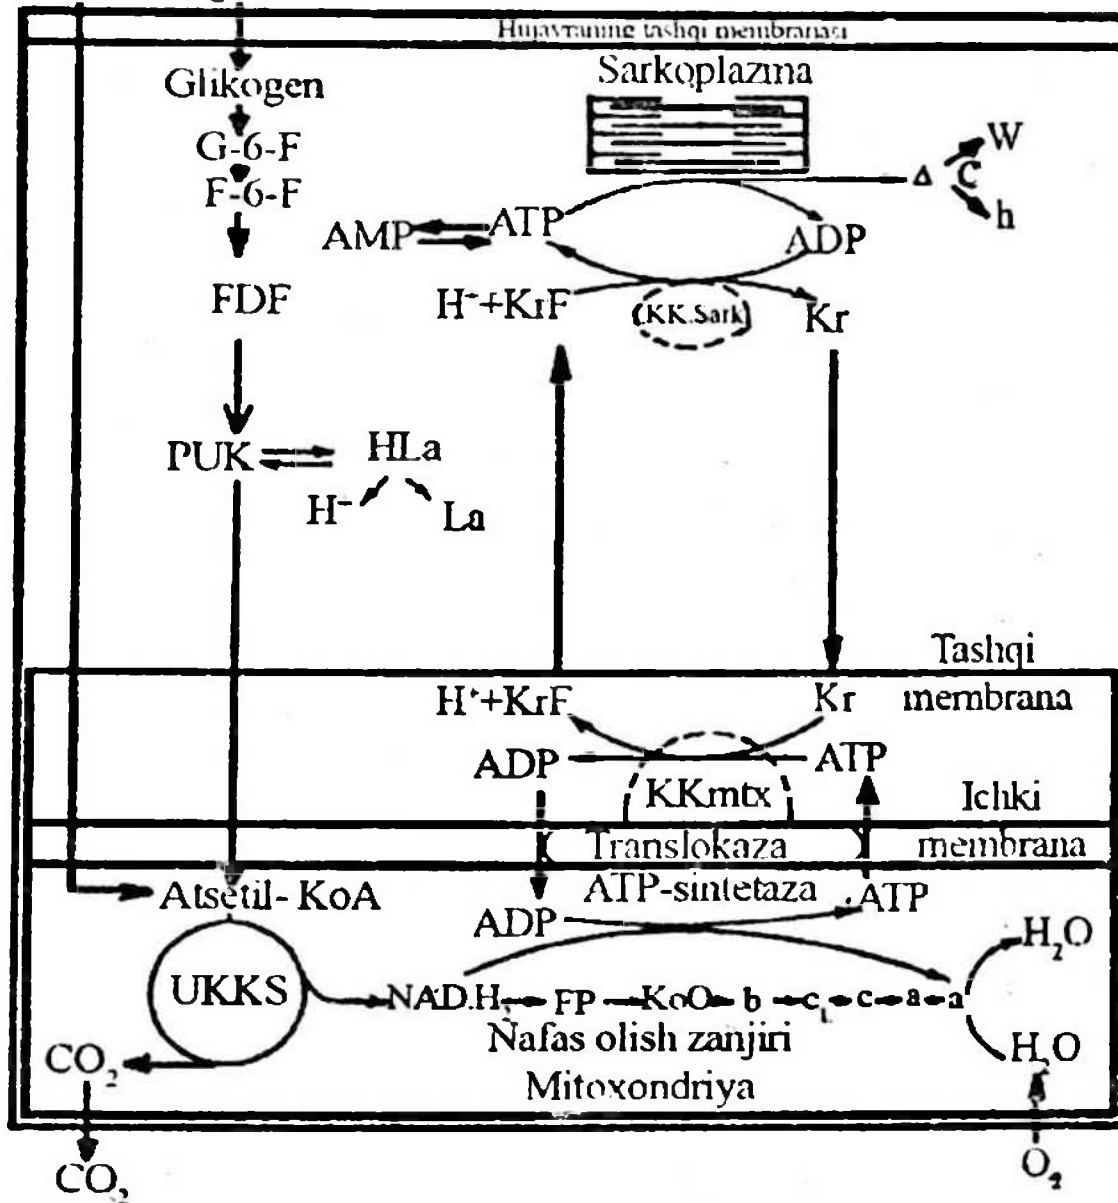 Hujayraning tashqi membranasi
Sarkoplazma
Glikogen
G-6-F
F-6-F
FDF
PUK
HLa
H⁻
La
AMP
ATP
ADP
Δ
C
W
h
H⁺+KrF
KK.Sark
Kr
Tashqi
membrana
H⁺+KrF
Kr
ADP
ATP
KKmtx
Ichki
membrana
Translokaza
Atsetil-KoA
ATP-sintetaza
ADP
ATP
H₂O
UKKS
NAD.H₂
FP
KoQ
b
c₁
c
a
a
Nafas olish zanjiri
H₂O
CO₂
Mitoxondriya
CO₂
O₂